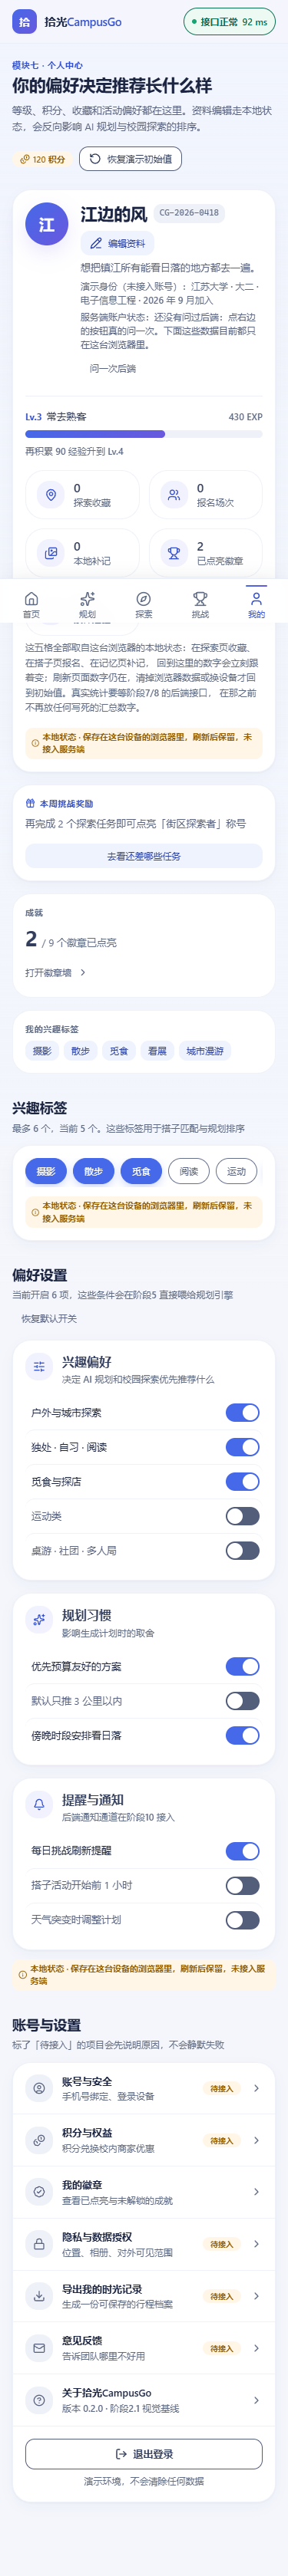 拾 拾光CampusGo 接口正常 92 ms
模块七 · 个人中心
你的偏好决定推荐长什么样
等级、积分、收藏和活动偏好都在这里。资料编辑走本地状
态，会反向影响 AI 规划与校园探索的排序。
120 积分 恢复演示初始值
江 江边的风 CG-2026-0418
编辑资料
想把镇江所有能看日落的地方都去一遍。
演示身份（未接入账号）：江苏大学 · 大二 ·
电子信息工程 · 2026 年 9 月加入
服务端账户状态：还没有问过后端：点右边
的按钮真的问一次。下面这些数据目前都只
在这台浏览器里。
问一次后端
Lv.3 常去熟客 430 EXP
再积累 90 经验升到 Lv.4
0 探索收藏
0 报名场次
0 本地补记
2 已点亮徽章
首页 规划 探索 挑战 我的
这五格全部取自这台浏览器的本地状态：在探索页收藏、
在搭子页报名、在记忆页补记，回到这里的数字会立刻跟
着变；刷新页面数字仍在，清掉浏览器数据或换设备才回
到初始值。真实统计要等阶段7/8 的后端接口，在那之前
不再放任何写死的汇总数字。
本地状态 · 保存在这台设备的浏览器里，刷新后保留，未
接入服务端
本周挑战奖励
再完成 2 个探索任务即可点亮「街区探索者」称号
去看还差哪些任务
成就
2 / 9 个徽章已点亮
打开徽章墙
我的兴趣标签
摄影 散步 觅食 看展 城市漫游
兴趣标签
最多 6 个，当前 5 个。这些标签用于搭子匹配与规划排序
摄影 散步 觅食 阅读 运动
本地状态 · 保存在这台设备的浏览器里，刷新后保留，未
接入服务端
偏好设置
当前开启 6 项，这些条件会在阶段5 直接喂给规划引擎
恢复默认开关
兴趣偏好
决定 AI 规划和校园探索优先推荐什么
户外与城市探索
独处 · 自习 · 阅读
觅食与探店
运动类
桌游 · 社团 · 多人局
规划习惯
影响生成计划时的取舍
优先预算友好的方案
默认只推 3 公里以内
傍晚时段安排看日落
提醒与通知
后端通知通道在阶段10 接入
每日挑战刷新提醒
搭子活动开始前 1 小时
天气突变时调整计划
本地状态 · 保存在这台设备的浏览器里，刷新后保留，未接入服
务端
账号与设置
标了「待接入」的项目会先说明原因，不会静默失败
账号与安全 待接入
手机号绑定、登录设备
积分与权益 待接入
积分兑换校内商家优惠
我的徽章
查看已点亮与未解锁的成就
隐私与数据授权 待接入
位置、相册、对外可见范围
导出我的时光记录 待接入
生成一份可保存的行程档案
意见反馈 待接入
告诉团队哪里不好用
关于拾光CampusGo
版本 0.2.0 · 阶段2.1 视觉基线
退出登录
演示环境，不会清除任何数据